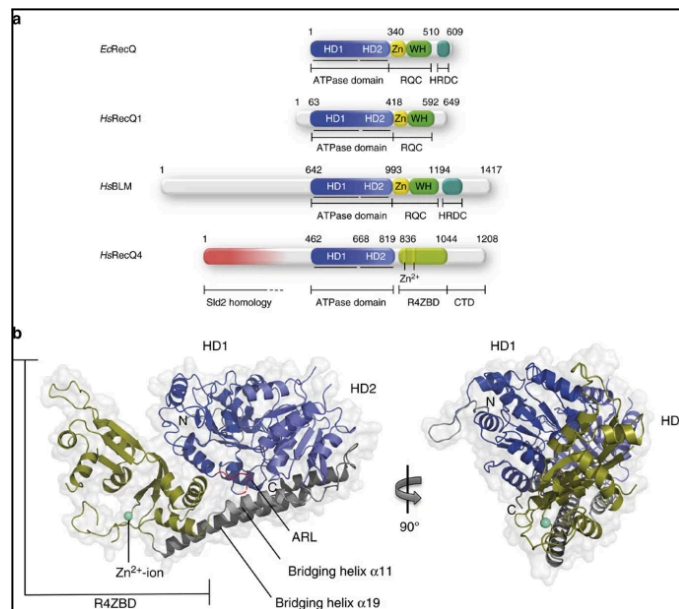 a
1 340 510 609
EcRecQ HD1 HD2 Zn WH
ATPase domain RQC HRDC
1 63 418 592 649
HsRecQ1 HD1 HD2 Zn WH
ATPase domain RQC
1 642 993 1194 1417
HsBLM HD1 HD2 Zn WH
ATPase domain RQC HRDC
1 462 668 819 836 1044 1208
HsRecQ4 HD1 HD2
Zn²⁺
Sld2 homology ATPase domain R4ZBD CTD
b
HD1
HD2
N
N
HD
C
C
ARL
90°
Bridging helix α11
Zn²⁺-ion
Bridging helix α19
R4ZBD